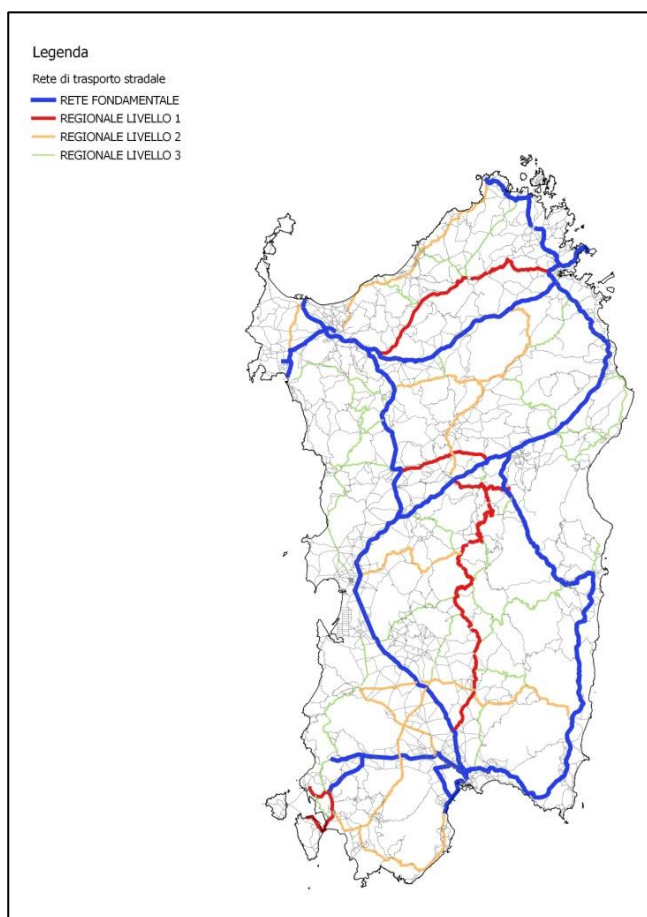 Legenda
Rete di trasporto stradale
RETE FONDAMENTALE
REGIONALE LIVELLO 1
REGIONALE LIVELLO 2
REGIONALE LIVELLO 3